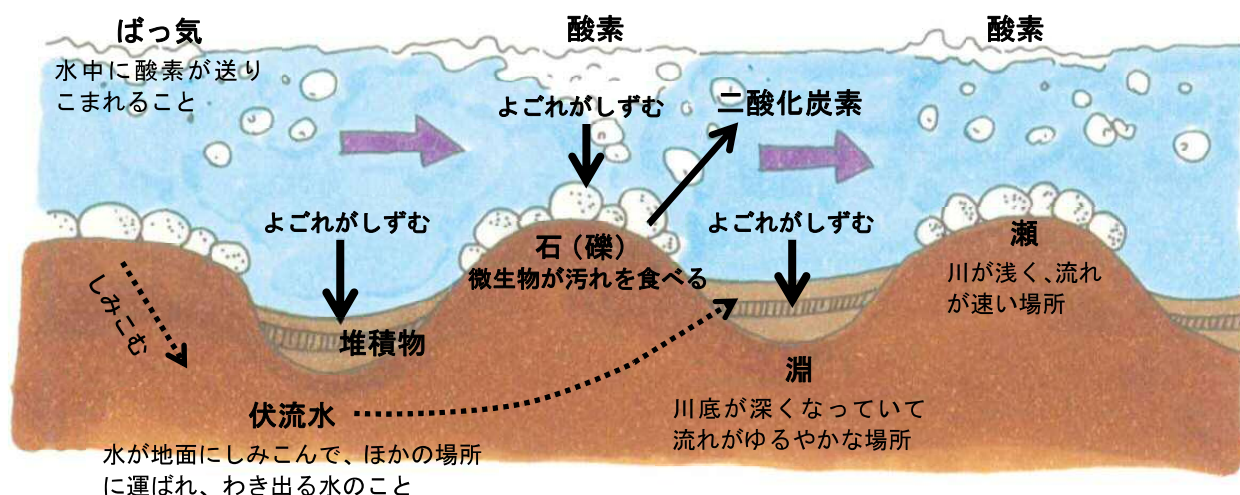 ばっ気
水中に酸素が送り
こまれること
酸素
酸素
よごれがしずむ
二酸化炭素
よごれがしずむ
石（礫）
微生物が汚れを食べる
よごれがしずむ
瀬
川が浅く、流れ
が速い場所
しみこむ
堆積物
淵
川底が深くなっていて
流れがゆるやかな場所
伏流水
水が地面にしみこんで、ほかの場所
に運ばれ、わき出る水のこと